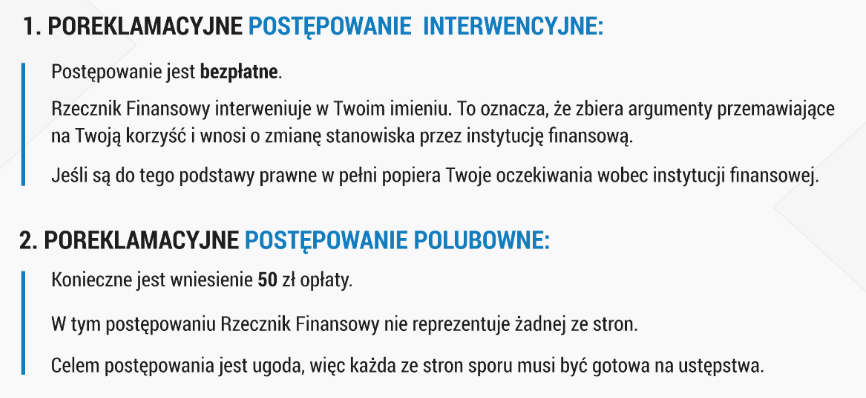 1. POREKLAMACYJNE POSTĘPOWANIE INTERWENCYJNE:
Postępowanie jest bezpłatne.
Rzecznik Finansowy interweniuje w Twoim imieniu. To oznacza, że zbiera argumenty przemawiające
na Twoją korzyść i wnosi o zmianę stanowiska przez instytucję finansową.
Jeśli są do tego podstawy prawne w pełni popiera Twoje oczekiwania wobec instytucji finansowej.
2. POREKLAMACYJNE POSTĘPOWANIE POLUBOWNE:
Konieczne jest wniesienie 50 zł opłaty.
W tym postępowaniu Rzecznik Finansowy nie reprezentuje żadnej ze stron.
Celem postępowania jest ugoda, więc każda ze stron sporu musi być gotowa na ustępstwa.